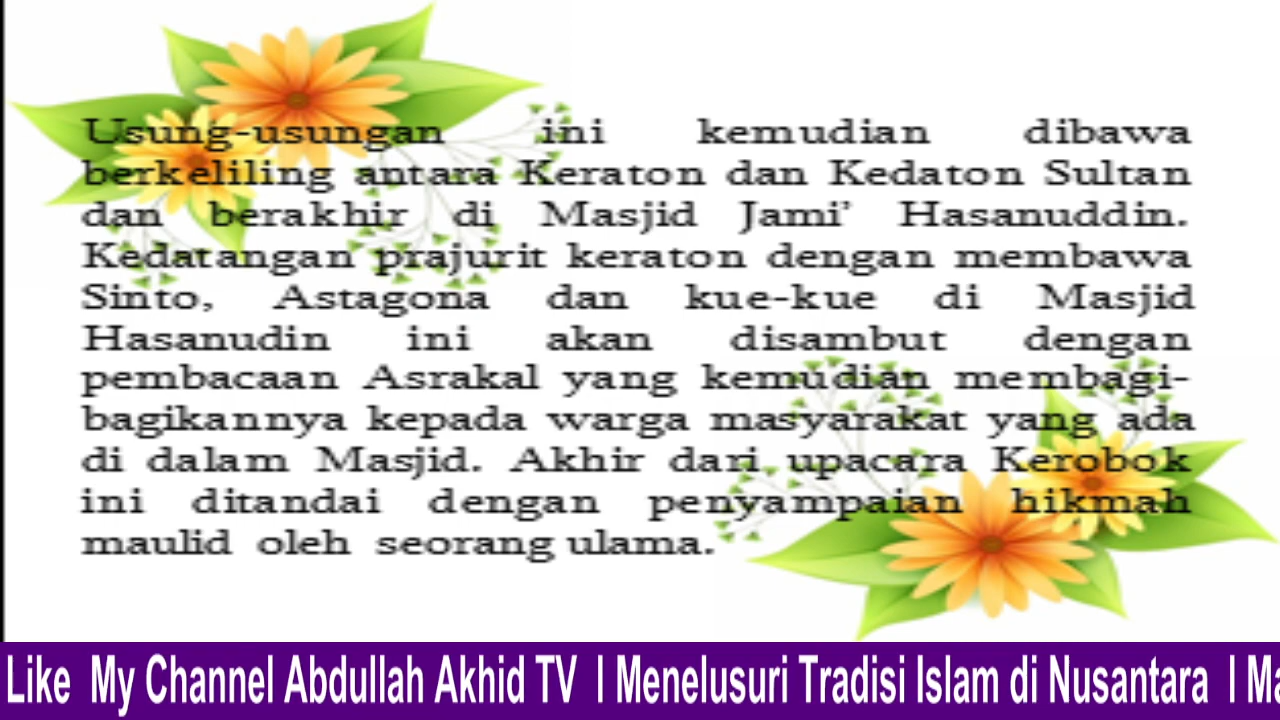 Usung-usungan ini kemudian dibawa
berkeliling antara Keraton dan Kedaton Sultan
dan berakhir di Masjid Jami’ Hasanuddin.
Kedatangan prajurit keraton dengan membawa
Sinto, Astagona dan kue-kue di Masjid
Hasanudin ini akan disambut dengan
pembacaan Asrakal yang kemudian membagi-
bagikannya kepada warga masyarakat yang ada
di dalam Masjid. Akhir dari upacara Kerobok
ini ditandai dengan penyampaian hikmah
maulid oleh seorang ulama.
Like My Channel Abdullah Akhid TV I Menelusuri Tradisi Islam di Nusantara I